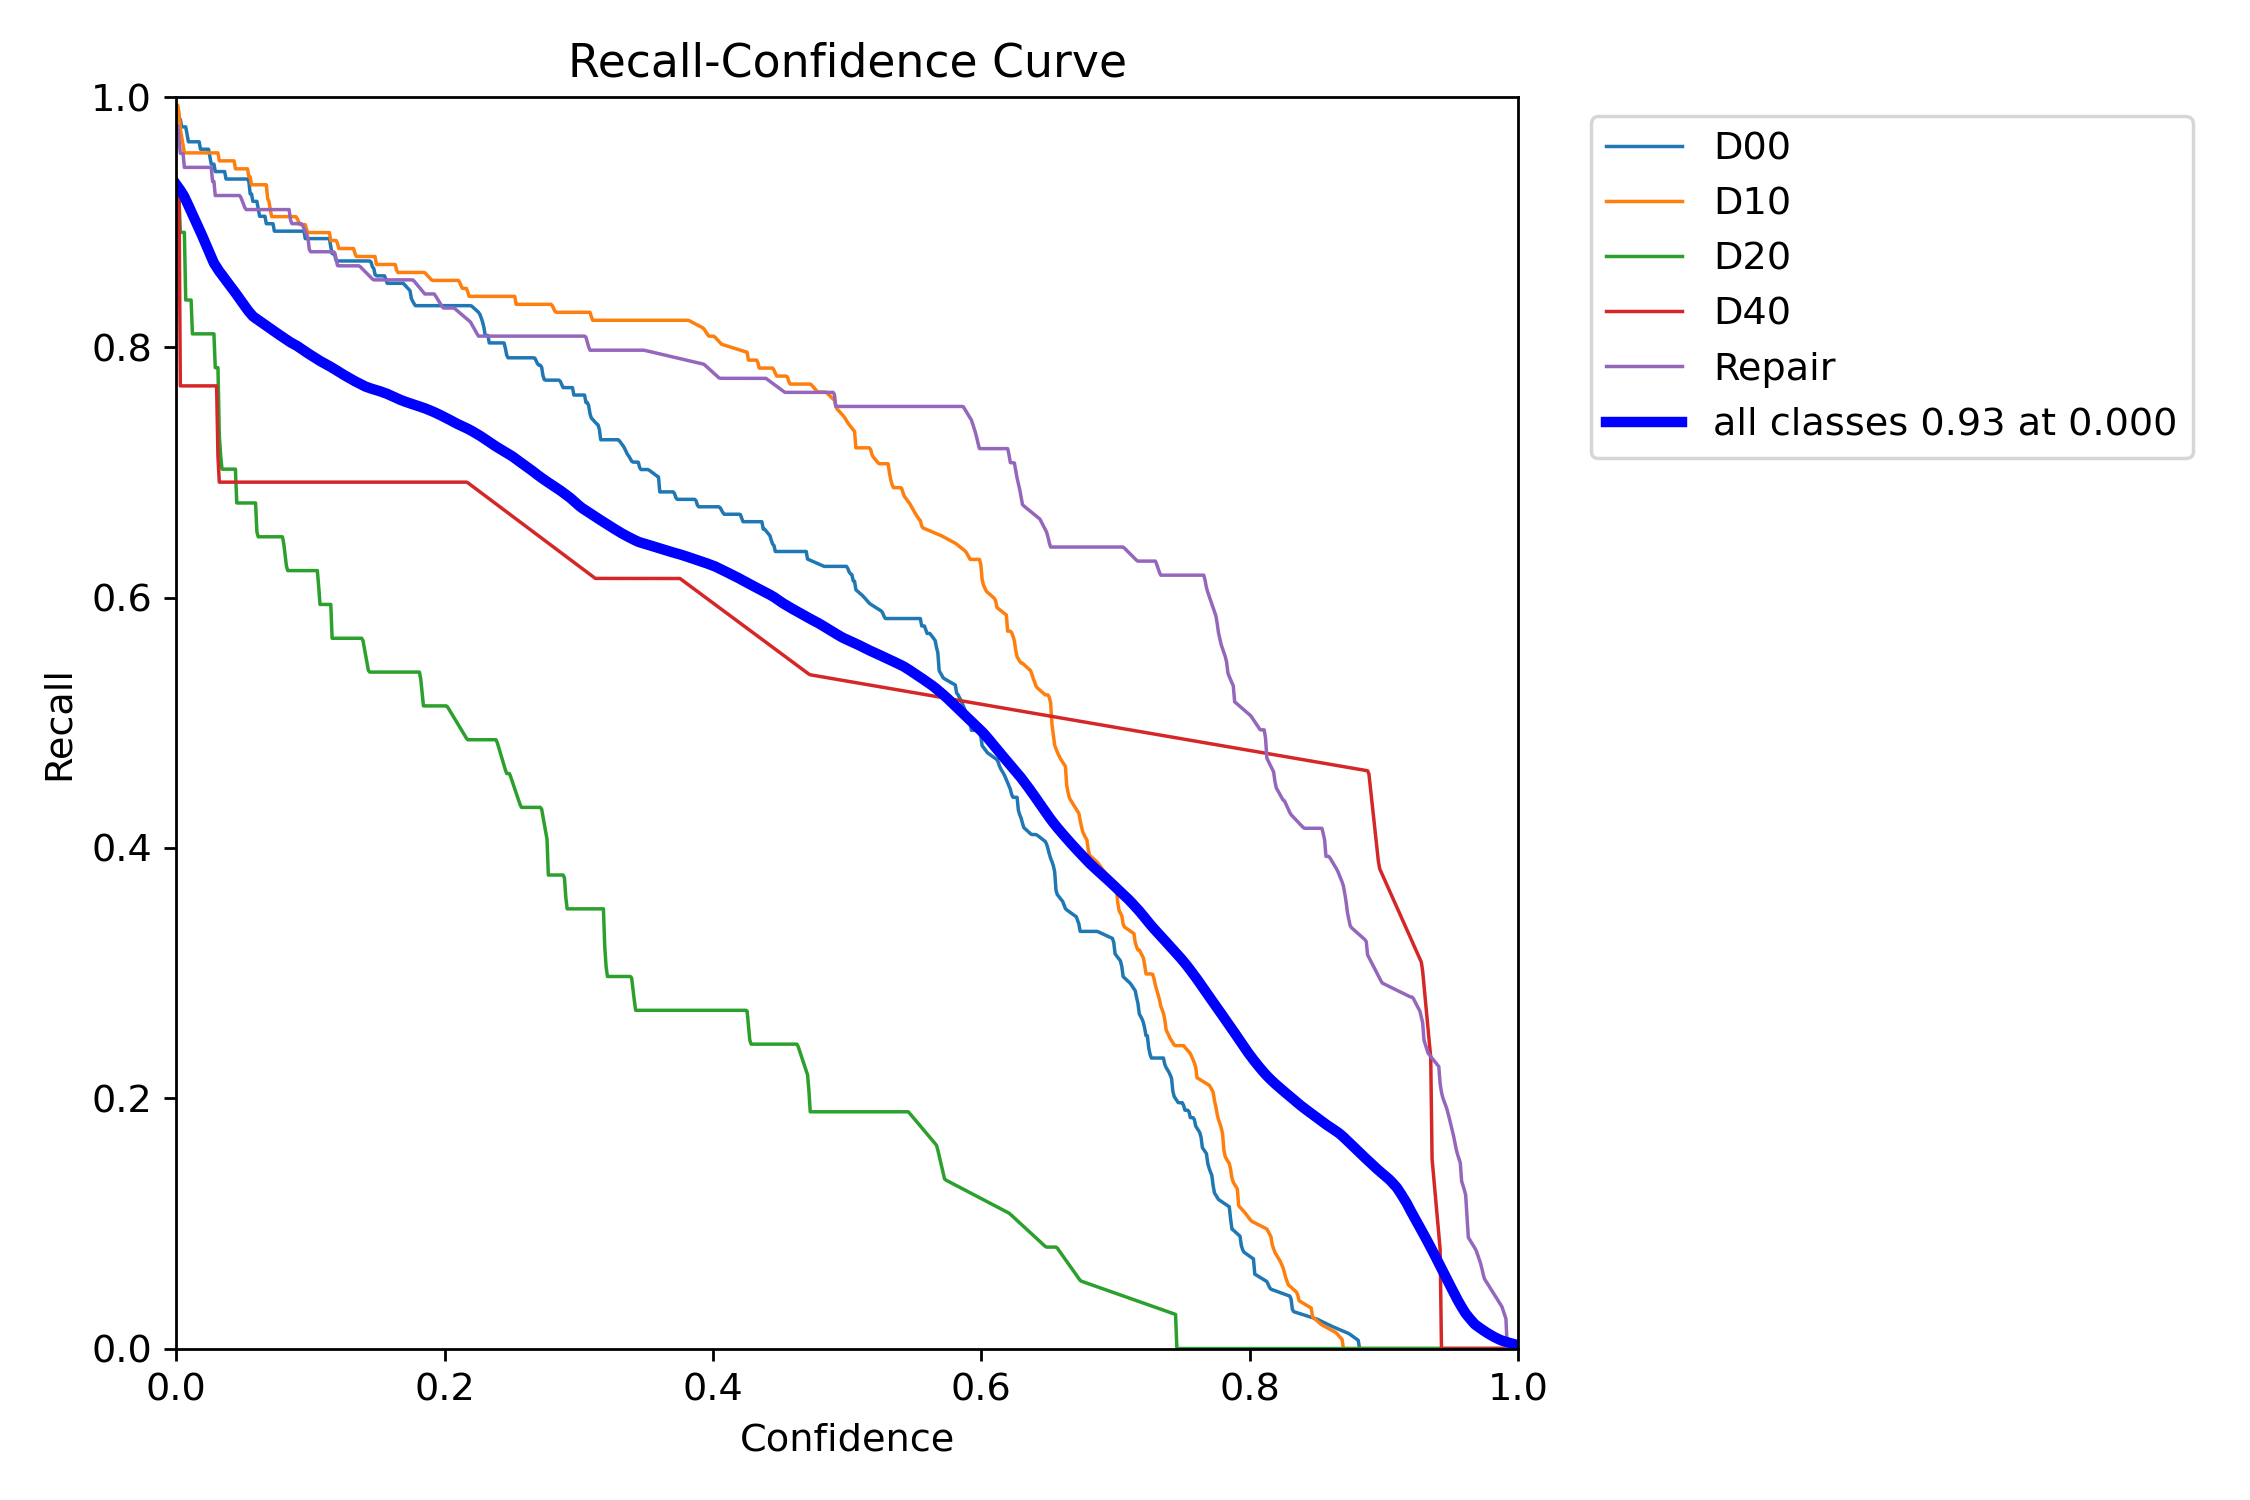 Recall-Confidence Curve
1.0
0.8
0.6
0.4
0.2
0.0
Recall
0.0 0.2 0.4 0.6 0.8 1.0
Confidence
D00
D10
D20
D40
Repair
all classes 0.93 at 0.000